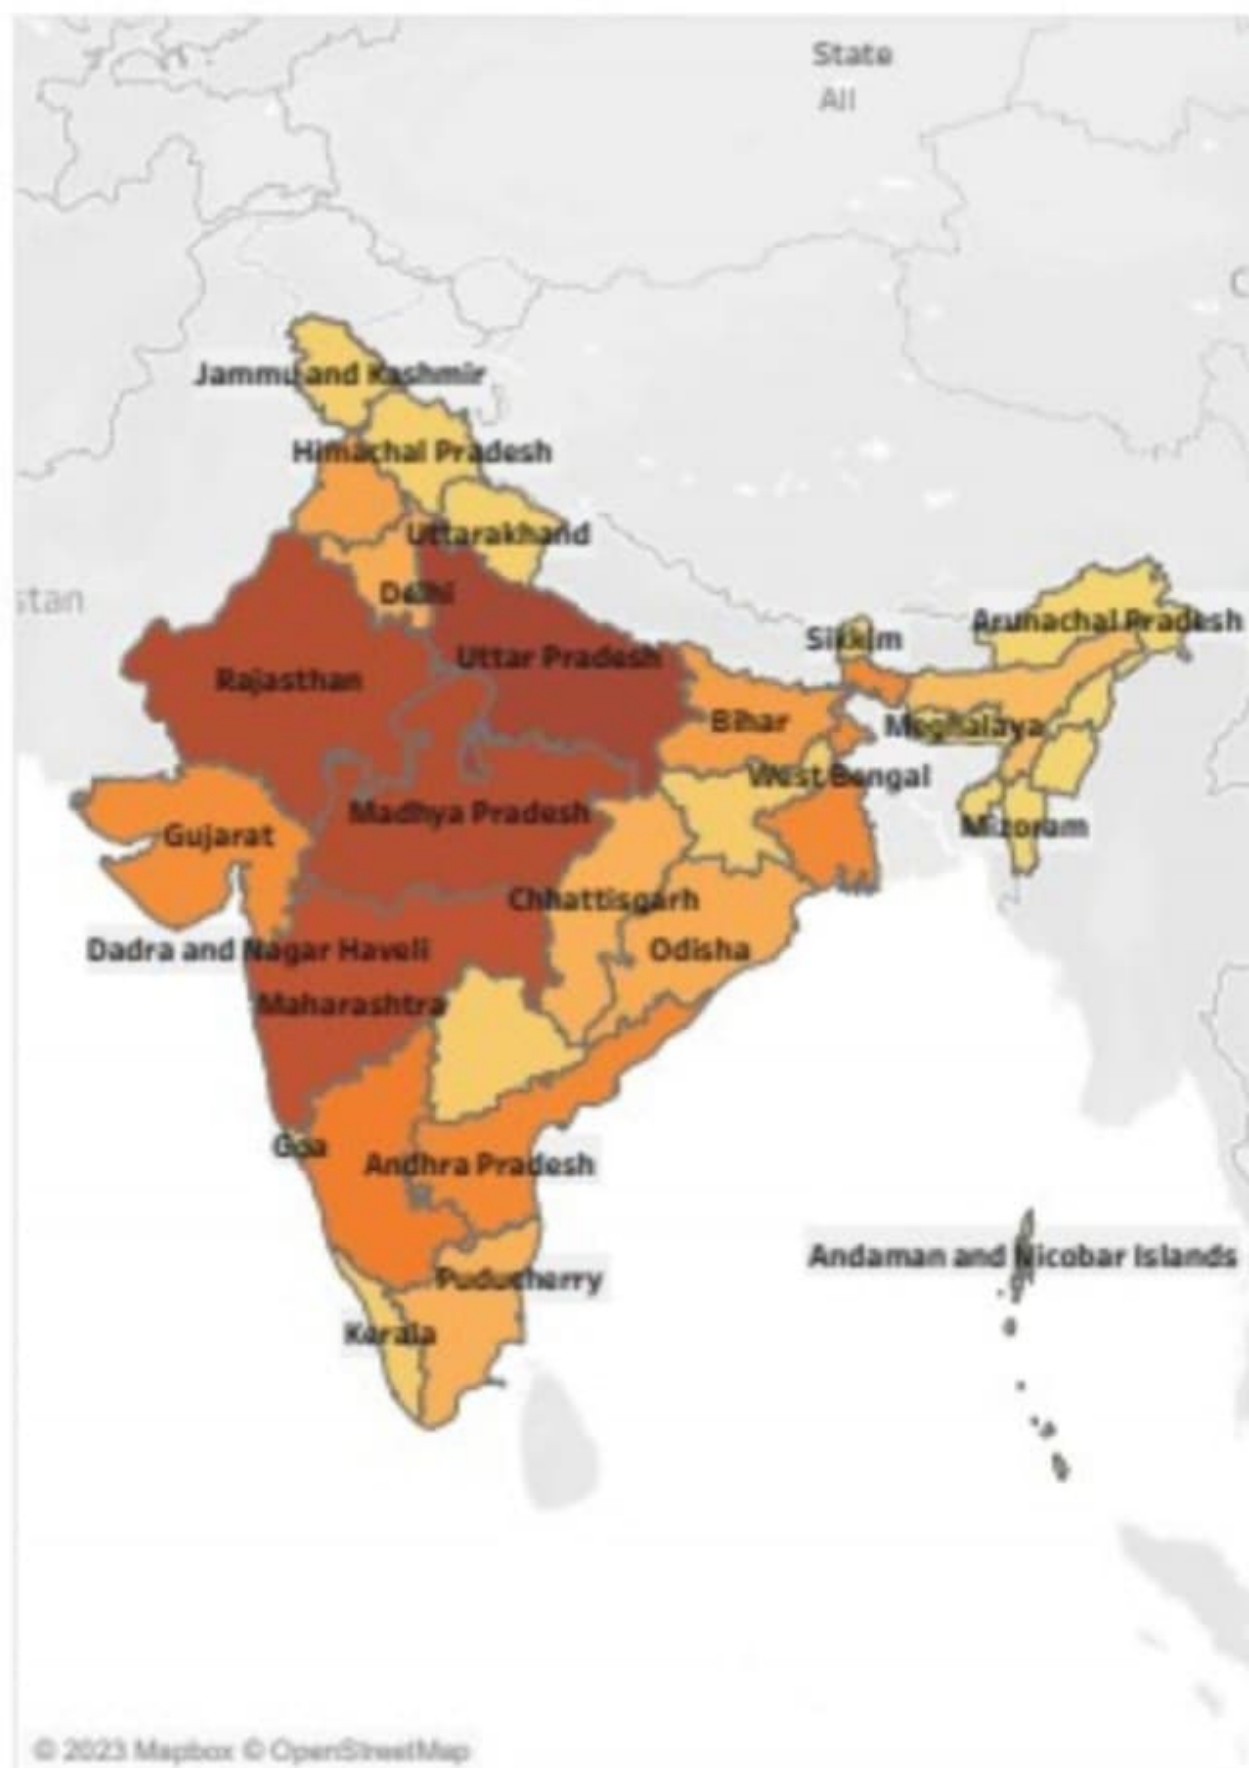 State
All
Jammu and Kashmir
Himachal Pradesh
Uttarakhand
Delhi
stan
Arunachal Pradesh
Sikkim
Uttar Pradesh
Rajasthan
Bihar
Meghalaya
West Bengal
Madhya Pradesh
Gujarat
Mizoram
Chhattisgarh
Dadra and Nagar Haveli
Odisha
Maharashtra
Goa
Andhra Pradesh
Andaman and Nicobar Islands
Puducherry
Kerala
© 2023 Mapbox © OpenStreetMap